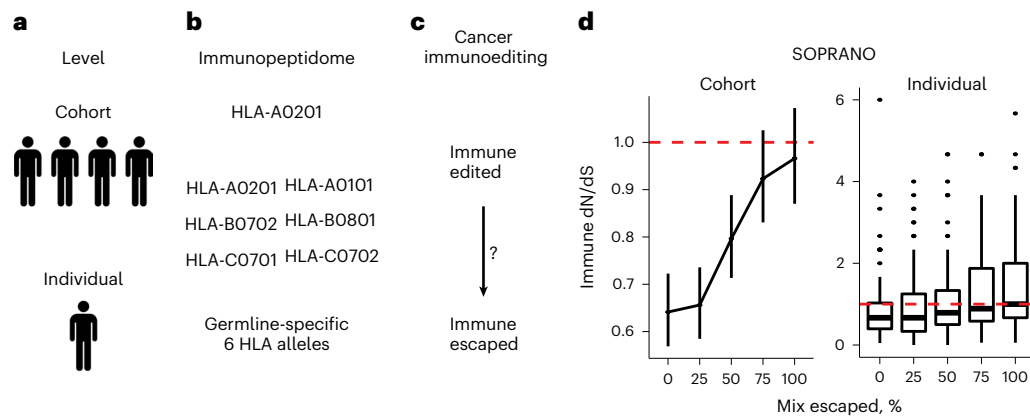 a
Level
Cohort
Individual
b
Immunopeptidome
HLA-A0201
HLA-A0201 HLA-A0101
HLA-B0702 HLA-B0801
HLA-C0701 HLA-C0702
Germline-specific
6 HLA alleles
c
Cancer
immunoediting
Immune
edited
?
Immune
escaped
d
SOPRANO
Cohort
Immune dN/dS
1.0
0.9
0.8
0.7
0.6
0 25 50 75 100
Individual
6
4
2
0
0 25 50 75 100
Mix escaped, %